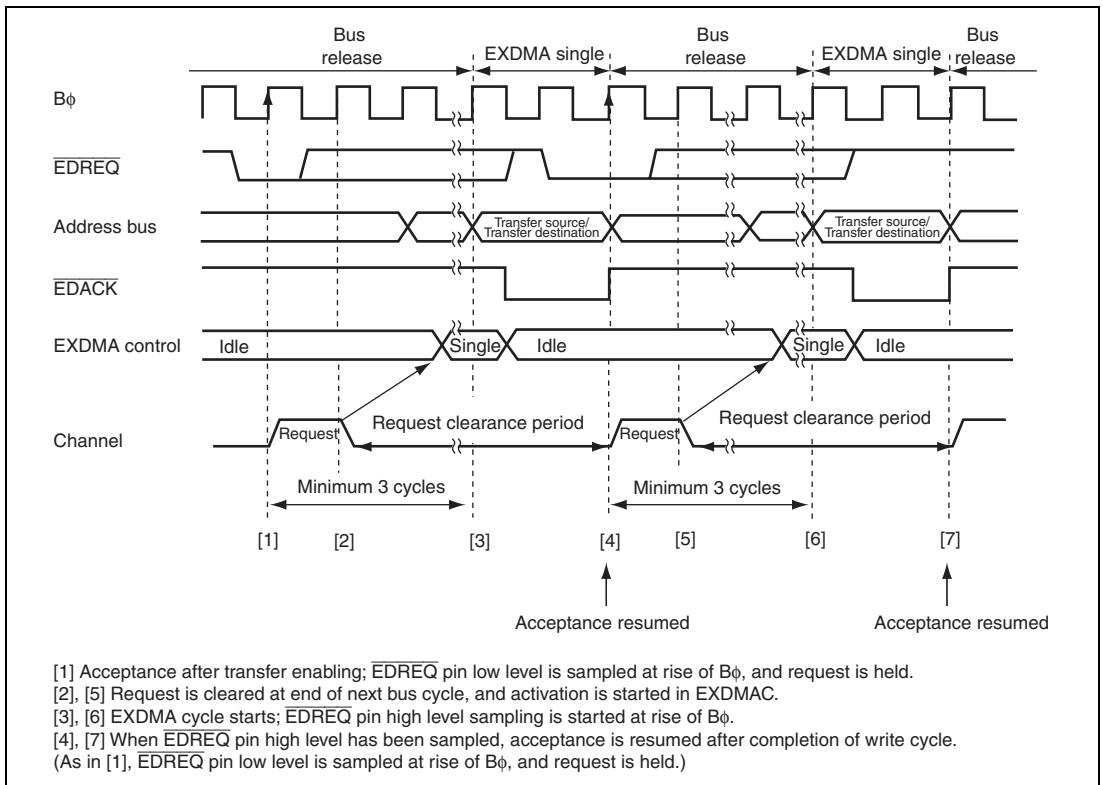 Bus
release
EXDMA single
Bus
release
EXDMA single
Bus
release
Bφ
EDREQ
Address bus
Transfer source/
Transfer destination
Transfer source/
Transfer destination
EDACK
EXDMA control
Idle
Single
Idle
Single
Idle
Channel
Request
Request clearance period
Request
Request clearance period
Minimum 3 cycles
Minimum 3 cycles
[1]
[2]
[3]
[4]
[5]
[6]
[7]
Acceptance resumed
Acceptance resumed
[1] Acceptance after transfer enabling; EDREQ pin low level is sampled at rise of Bφ, and request is held.
[2], [5] Request is cleared at end of next bus cycle, and activation is started in EXDMAC.
[3], [6] EXDMA cycle starts; EDREQ pin high level sampling is started at rise of Bφ.
[4], [7] When EDREQ pin high level has been sampled, acceptance is resumed after completion of write cycle.
(As in [1], EDREQ pin low level is sampled at rise of Bφ, and request is held.)